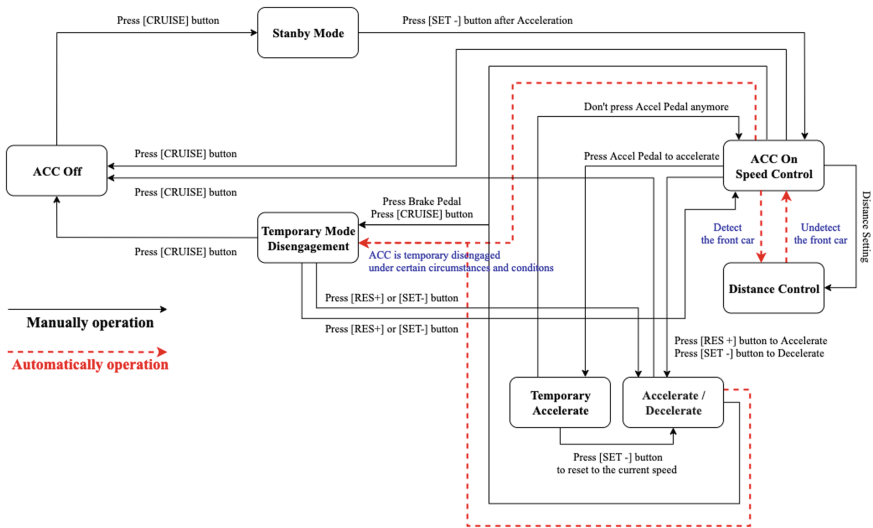 Press [CRUISE] button
Stanby Mode
Press [SET -] button after Acceleration
Don't press Accel Pedal anymore
ACC Off
Press [CRUISE] button
Press Accel Pedal to accelerate
ACC On
Speed Control
Press [CRUISE] button
Press Brake Pedal
Press [CRUISE] button
Distance Setting
Temporary Mode
Disengagement
Press [CRUISE] button
ACC is temporary disengaged
under certain circumstances and conditons
Detect
the front car
Undetect
the front car
Distance Control
Press [RES+] or [SET-] button
Press [RES+] or [SET-] button
Manually operation
Automatically operation
Press [RES +] button to Accelerate
Press [SET -] button to Decelerate
Temporary
Accelerate
Accelerate /
Decelerate
Press [SET -] button
to reset to the current speed